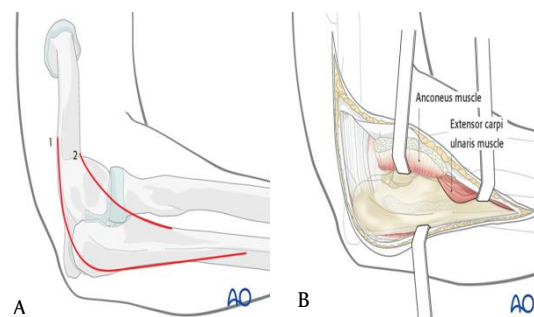 1
2
A
AO
Anconeus muscle
Extensor carpi
ulnaris muscle
B
AO